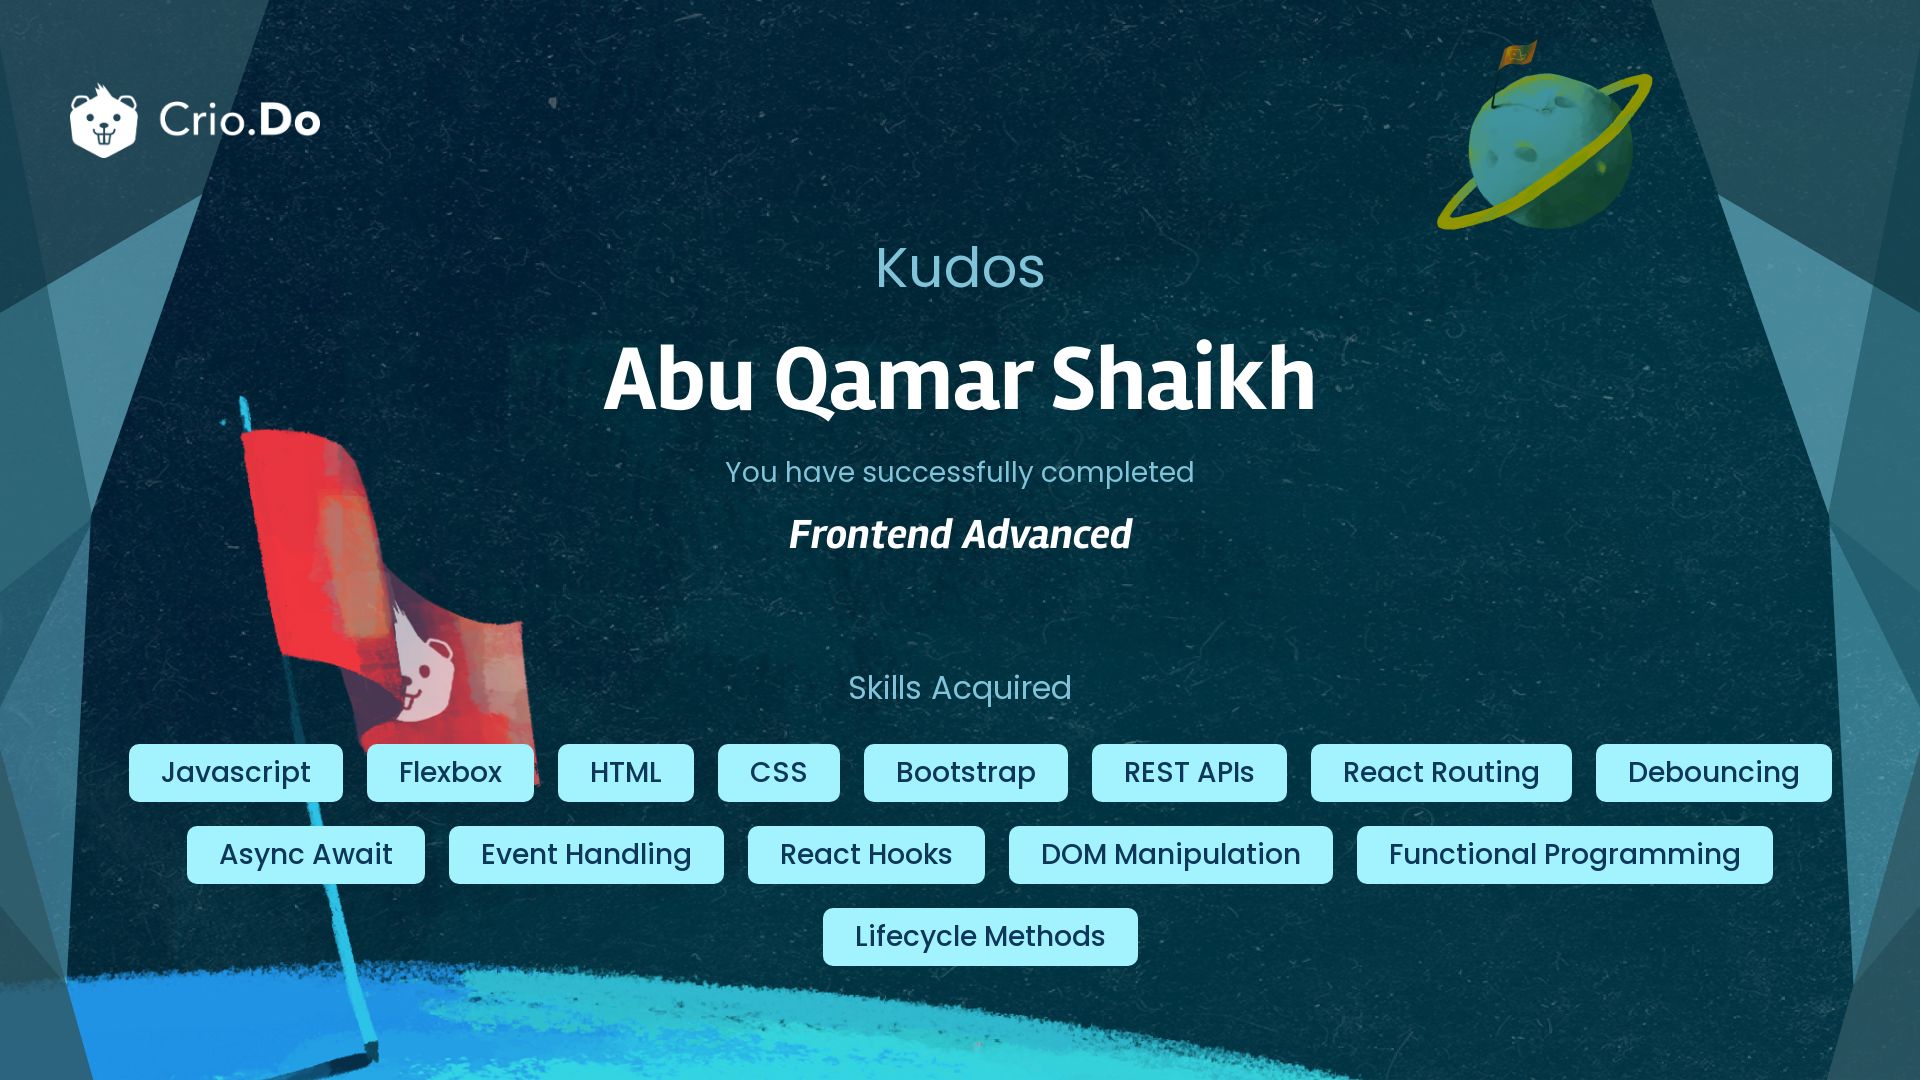 Crio.Do
Kudos
Abu Qamar Shaikh
You have successfully completed
Frontend Advanced
Skills Acquired
Javascript Flexbox HTML CSS Bootstrap REST APIs React Routing Debouncing
Async Await Event Handling React Hooks DOM Manipulation Functional Programming
Lifecycle Methods